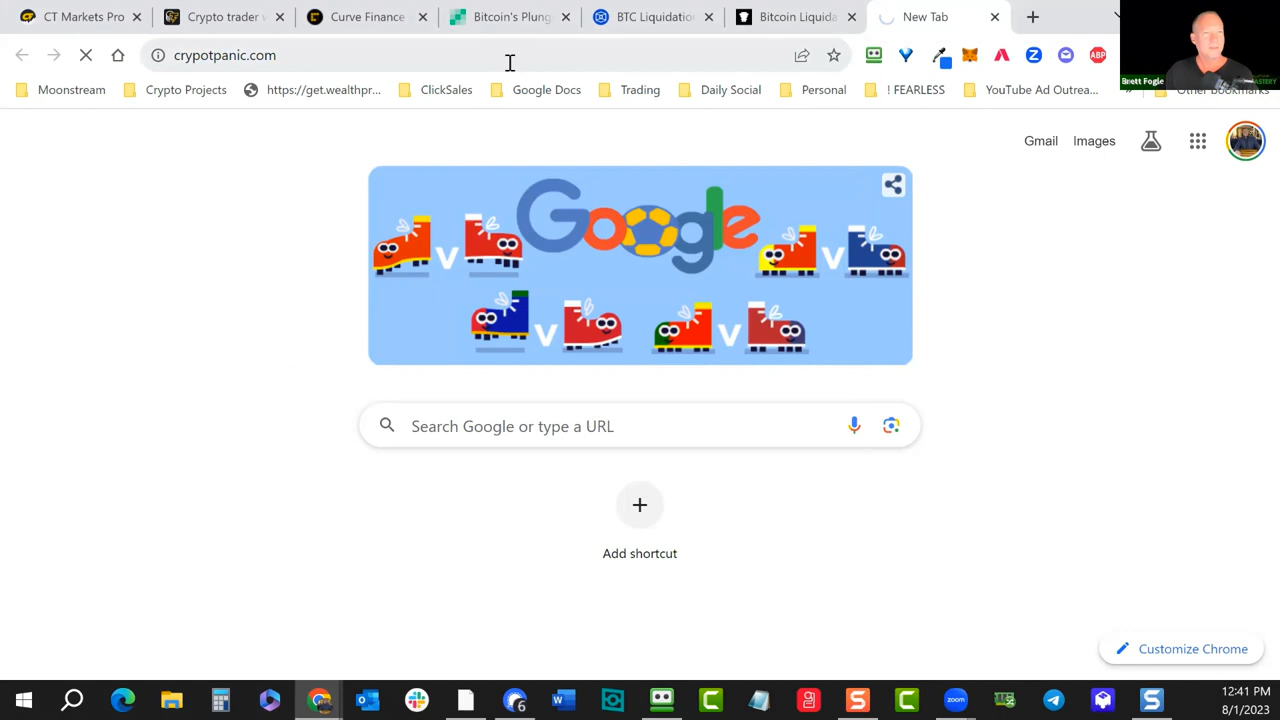 CT Markets Pro
Crypto trader
Curve Finance
Bitcoin's Plung
BTC Liquidatio
Bitcoin Liquida
New Tab
crypotpanic.com
ABP
Moonstream
Crypto Projects
https://get.wealthpr...
ClickSales
Google Docs
Trading
Daily Social
Personal
! FEARLESS
YouTube Ad Outrea...
Other bookmarks
Brett Fogle
Gmail
Images
Google
V
V
V
V
Search Google or type a URL
Add shortcut
Customize Chrome
12:41 PM
8/1/2023